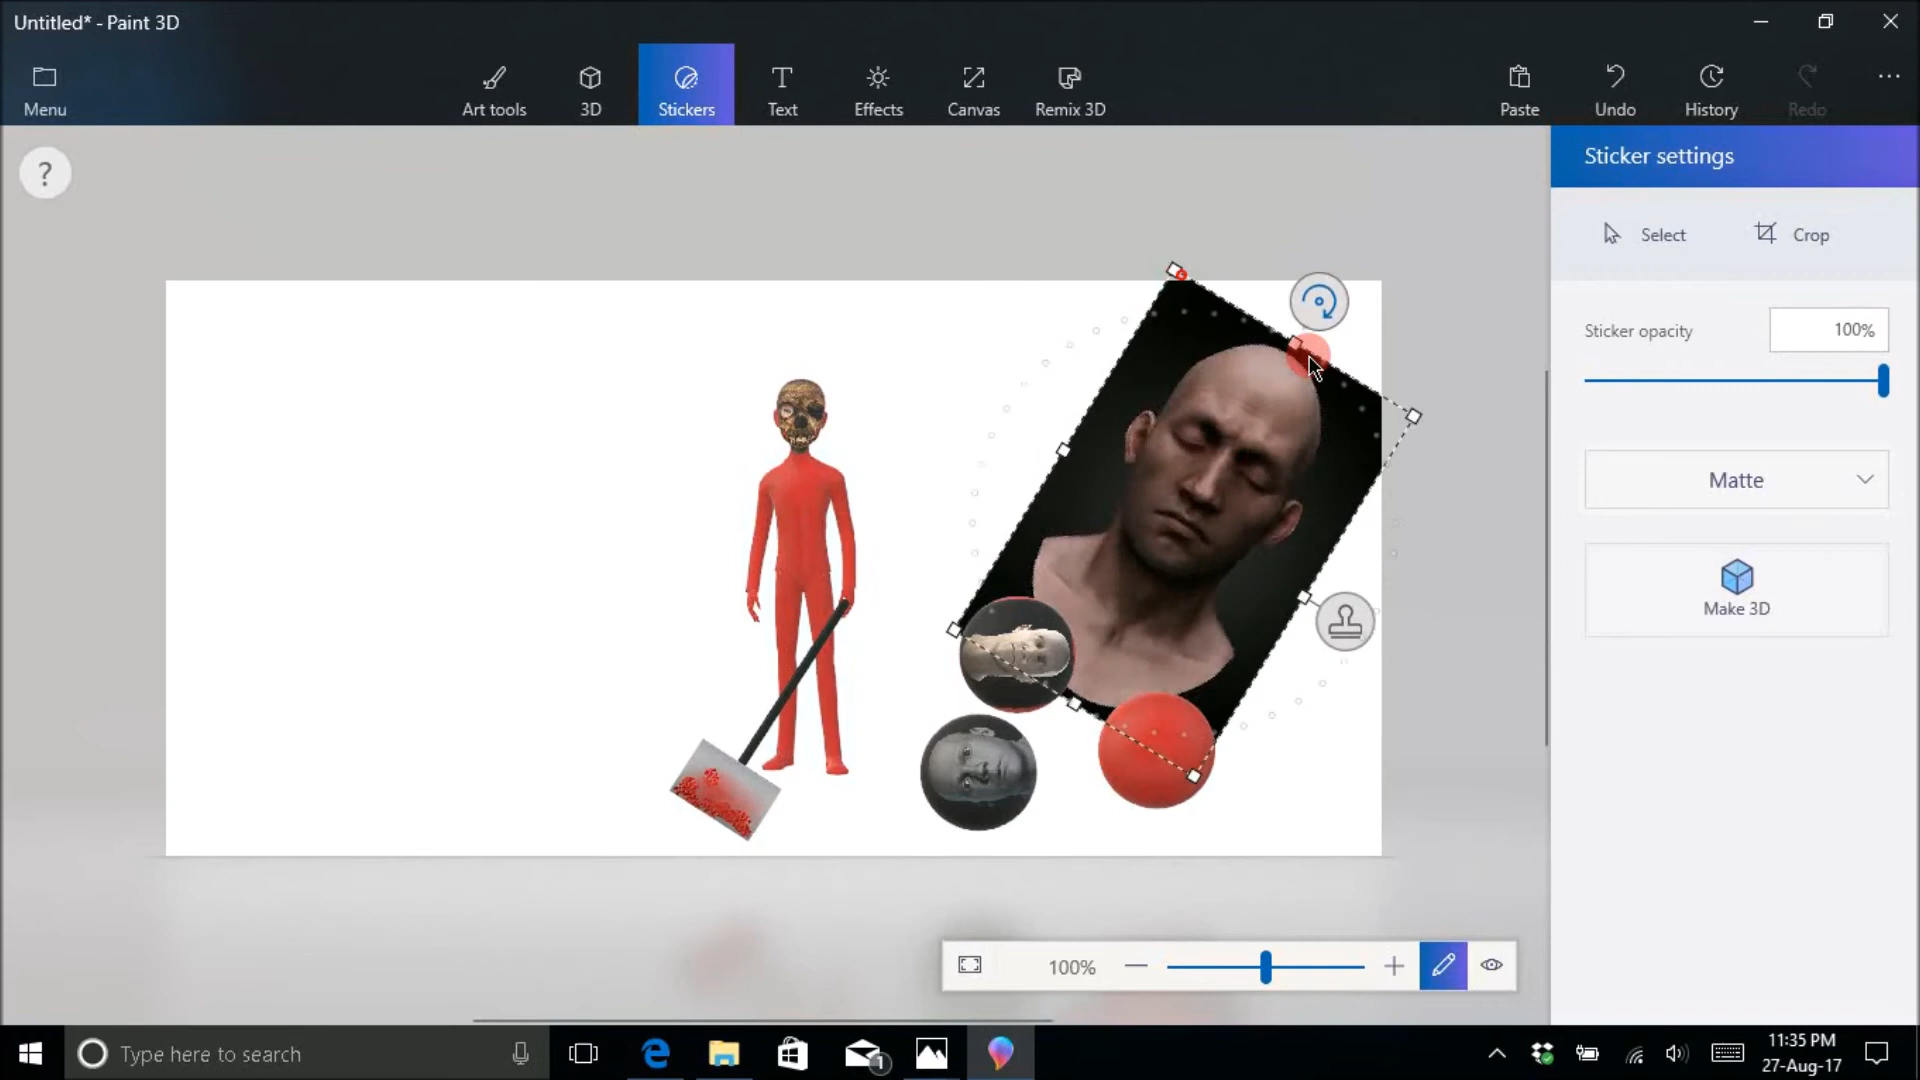 Untitled* - Paint 3D
Menu
Art tools
3D
Stickers
Text
Effects
Canvas
Remix 3D
Paste
Undo
History
Redo
?
Sticker settings
Select
Crop
Sticker opacity
100%
Matte
Make 3D
100%
Type here to search
1
11:35 PM
27-Aug-17